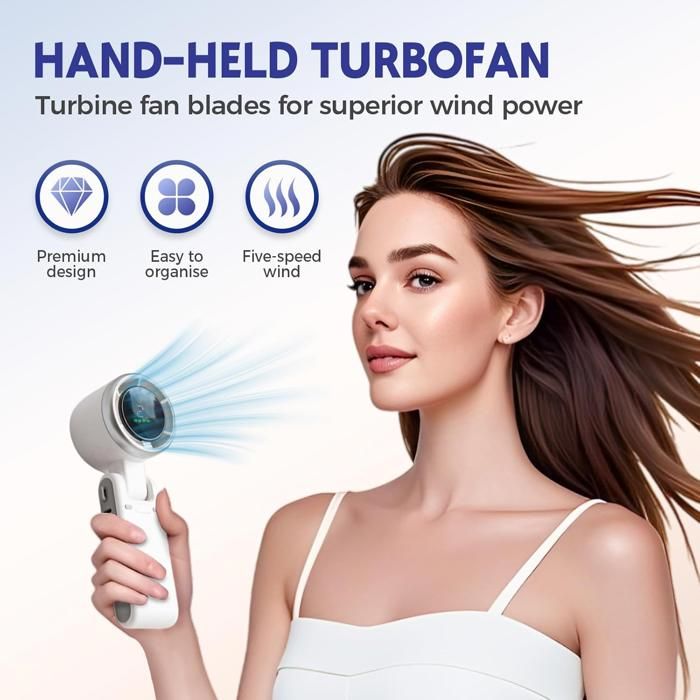 HAND-HELD TURBOFAN
Turbine fan blades for superior wind power
Premium
design
Easy to
organise
Five-speed
wind